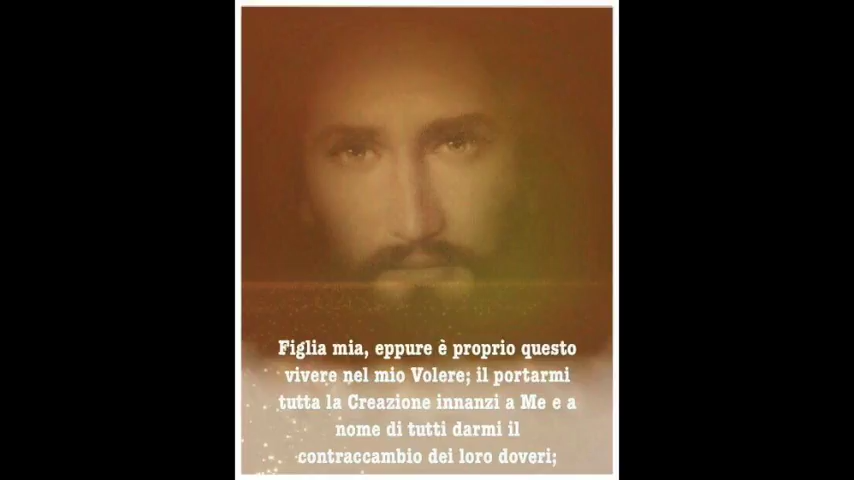 Figlia mia, eppure è proprio questo
vivere nel mio Volere; il portarmi
tutta la Creazione innanzi a Me e a
nome di tutti darmi il
contraccambio dei loro doveri;